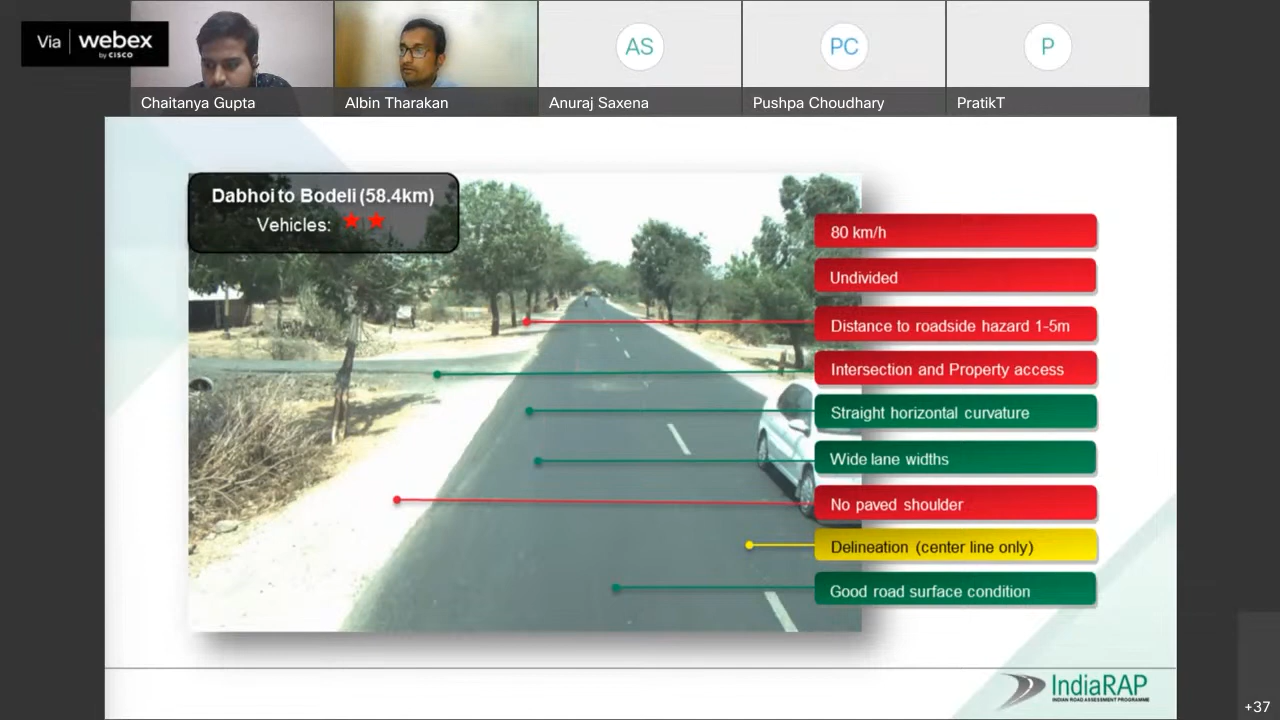 Via webex
by CISCO
Chaitanya Gupta
Albin Tharakan
AS
Anuraj Saxena
PC
Pushpa Choudhary
P
PratikT
Dabhoi to Bodeli (58.4km)
Vehicles:
80 km/h
Undivided
Distance to roadside hazard 1-5m
Intersection and Property access
Straight horizontal curvature
Wide lane widths
No paved shoulder
Delineation (center line only)
Good road surface condition
IndiaRAP
INDIAN ROAD ASSESSMENT PROGRAMME
+37